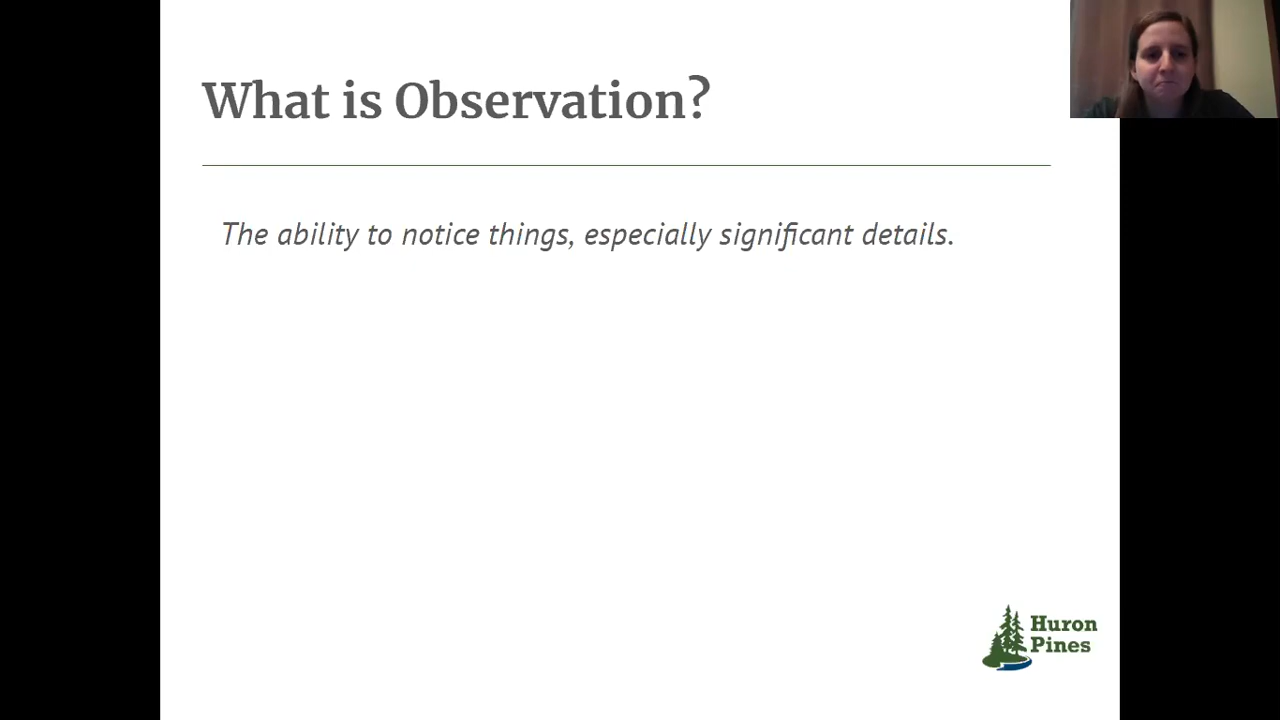 What is Observation?
The ability to notice things, especially significant details.
Huron
Pines